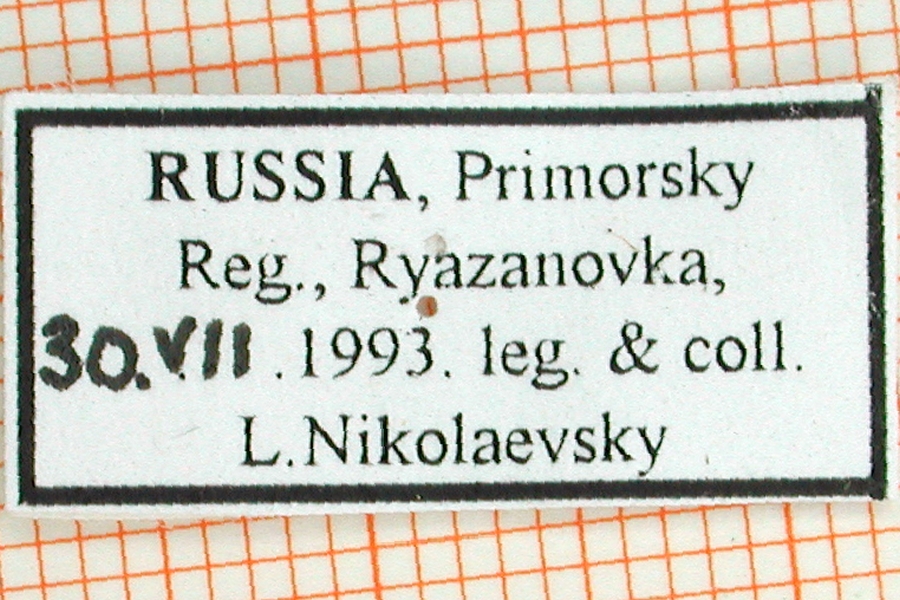 RUSSIA, Primorsky
Reg., Ryazanovka,
30.VII .1993. leg. & coll.
L.Nikolaevsky